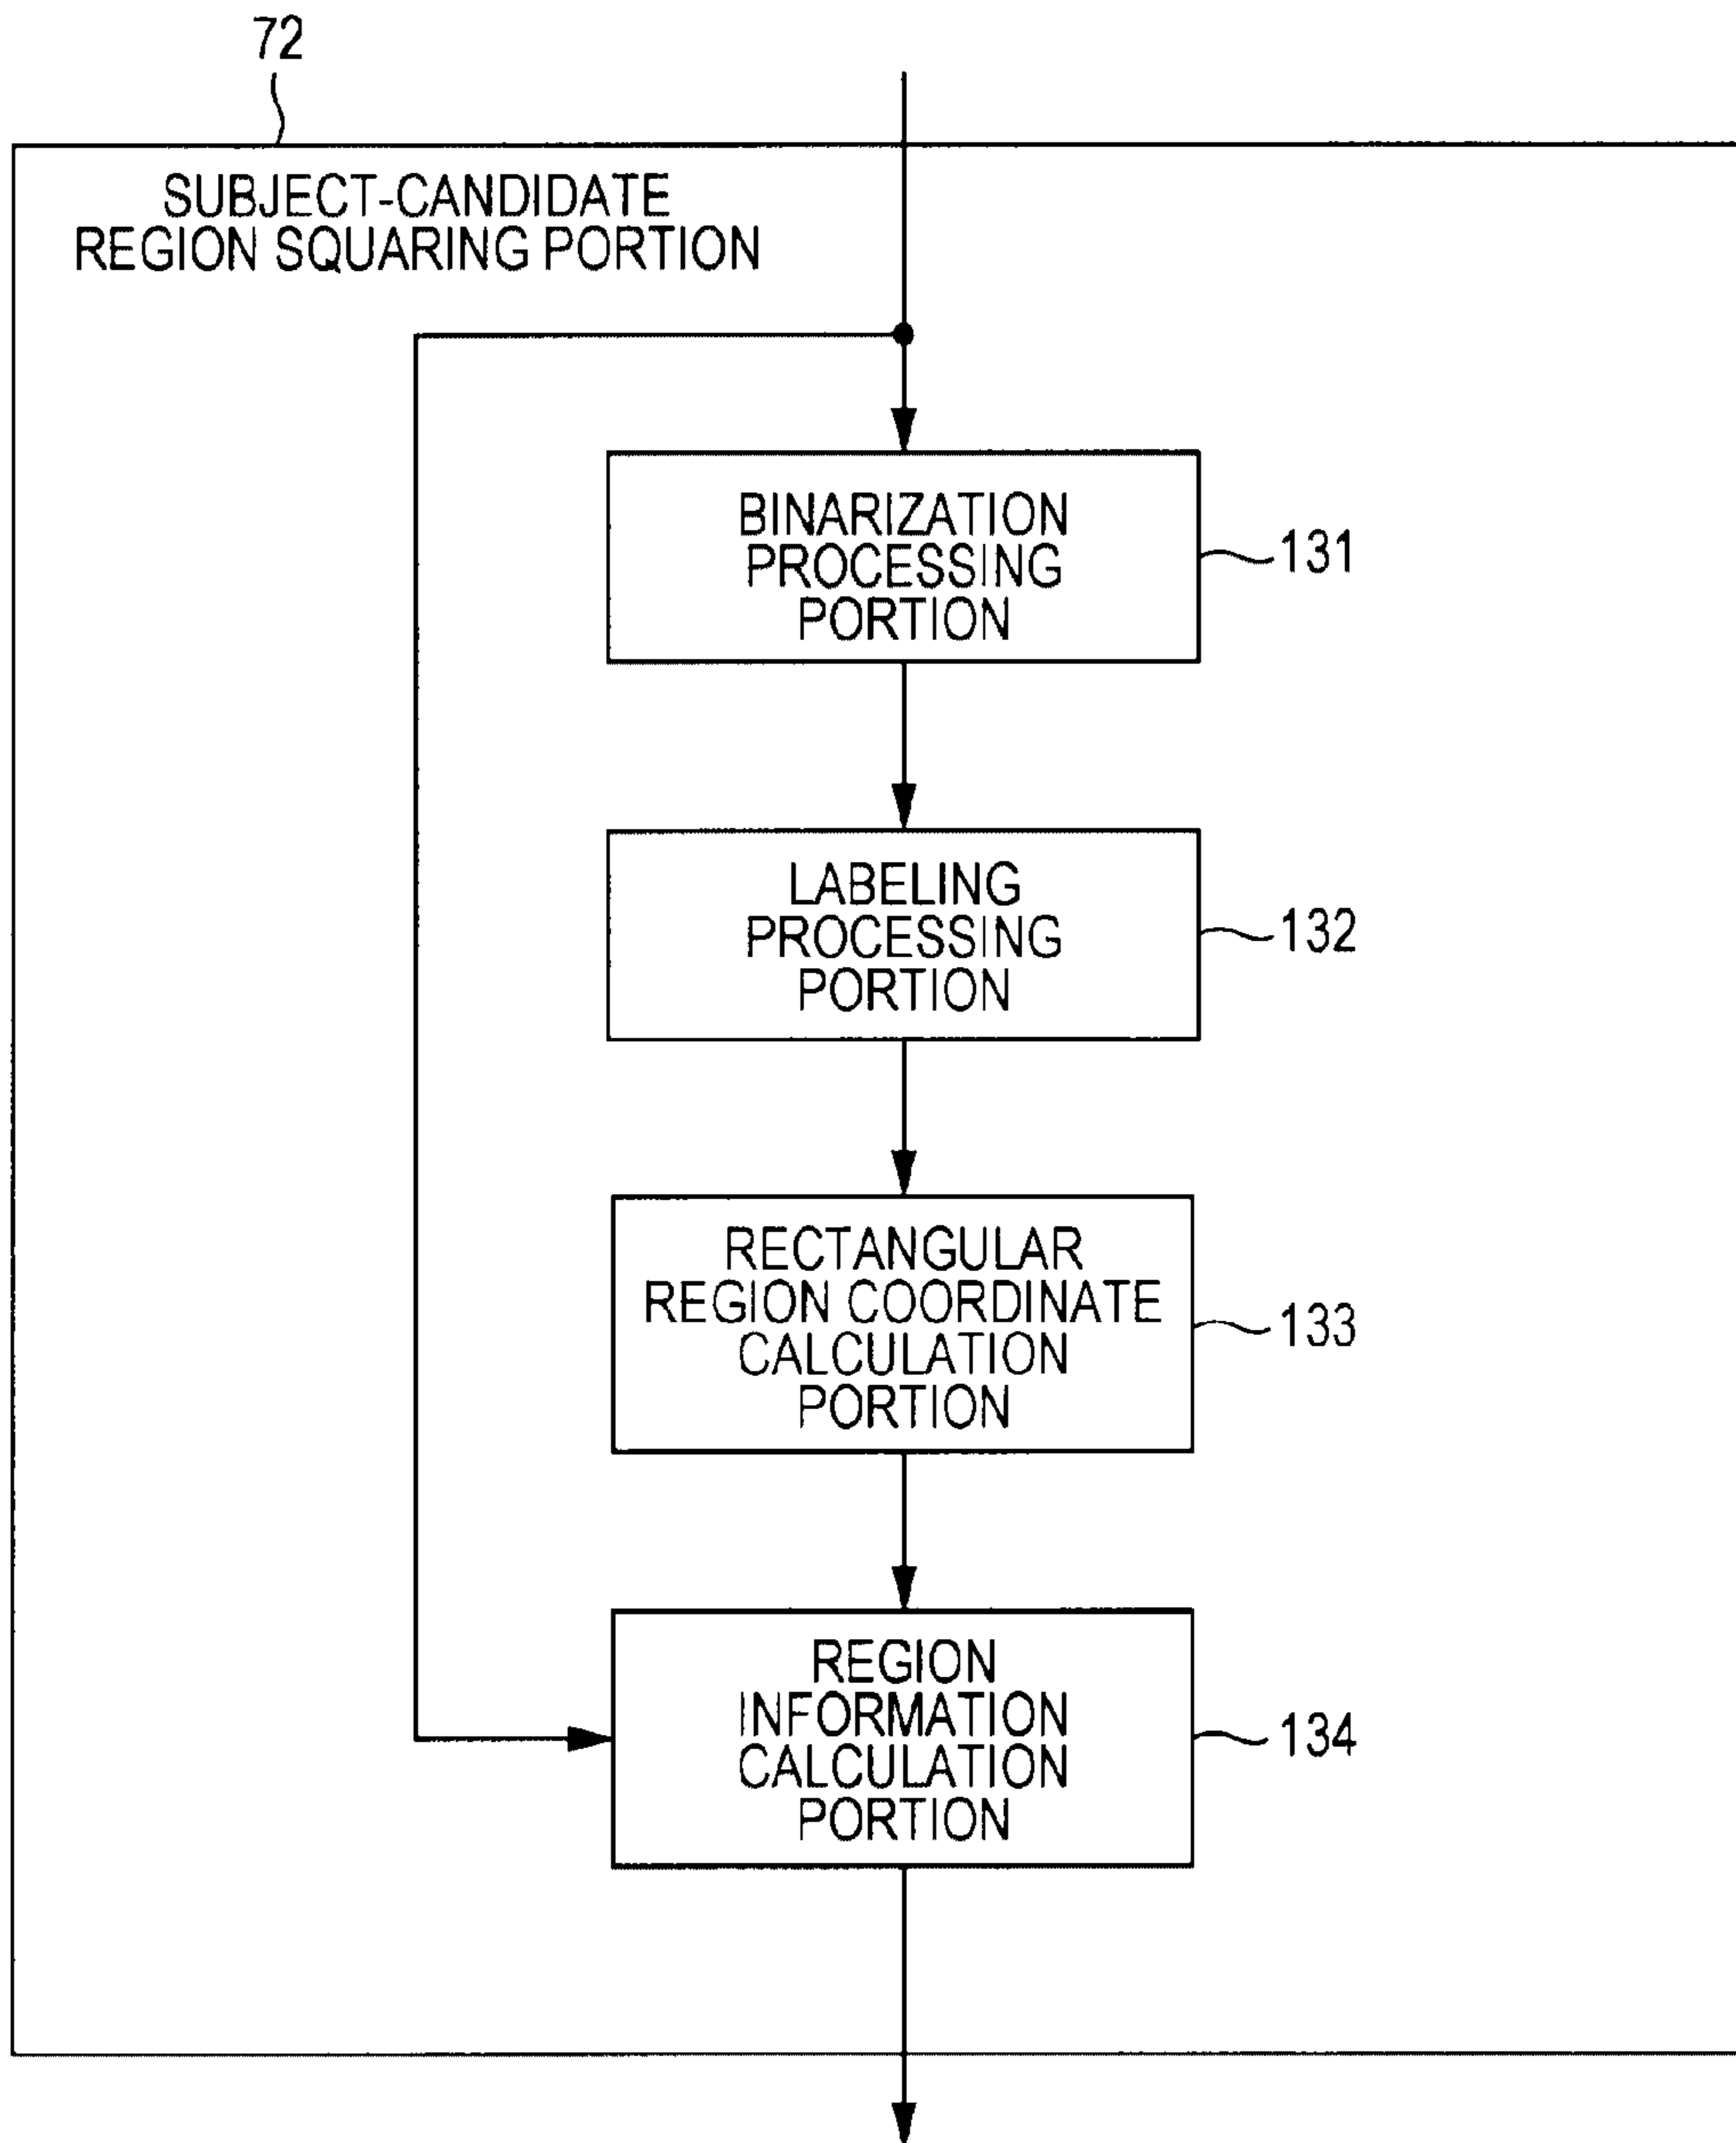 72
SUBJECT-CANDIDATE
REGION SQUARING PORTION
BINARIZATION
PROCESSING
PORTION
131
LABELING
PROCESSING
PORTION
132
RECTANGULAR
REGION COORDINATE
CALCULATION
PORTION
133
REGION
INFORMATION
CALCULATION
PORTION
134